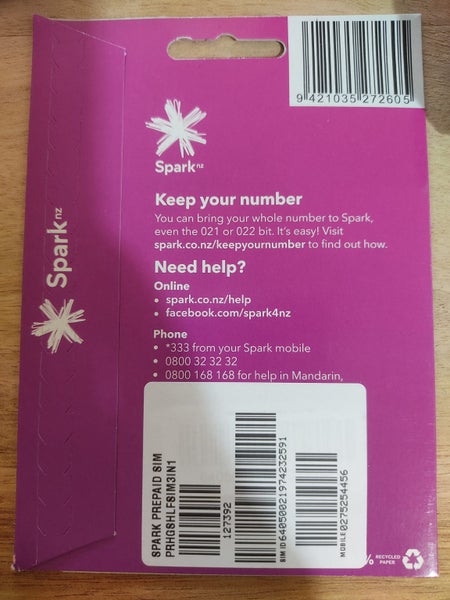 9 421035 272605
Spark nz
Spark nz
Keep your number
You can bring your whole number to Spark,
even the 021 or 022 bit. It's easy! Visit
spark.co.nz/keepyournumber to find out how.
Need help?
Online
• spark.co.nz/help
• facebook.com/spark4nz
Phone
• *333 from your Spark mobile
• 0800 32 32 32
• 0800 168 168 for help in Mandarin,
SPARK PREPAID SIM
PRHGSHLFSIM3IN1
127392
SIM ID 64050021974232591
MOBILE 0275254456
% RECYCLED
PAPER